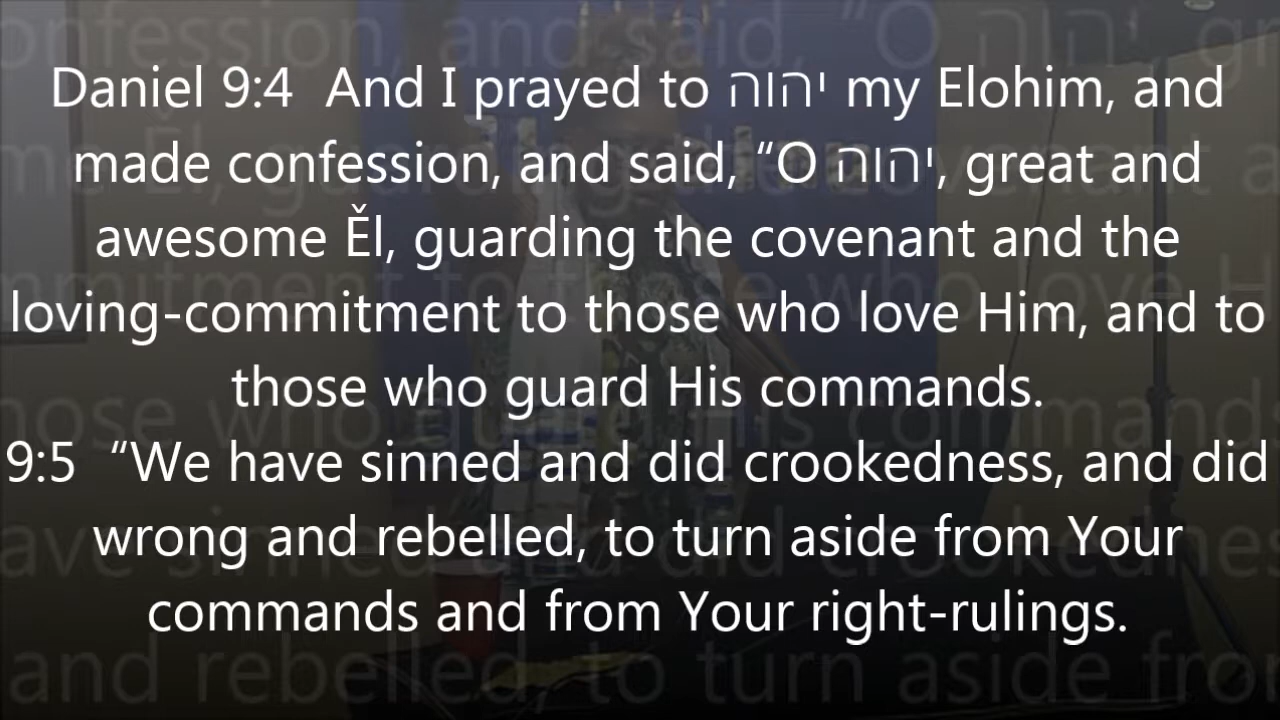 Daniel 9:4  And I prayed to יהוה my Elohim, and
made confession, and said, “O יהוה, great and
awesome Ěl, guarding the covenant and the
loving-commitment to those who love Him, and to
those who guard His commands.
9:5  “We have sinned and did crookedness, and did
wrong and rebelled, to turn aside from Your
commands and from Your right-rulings.